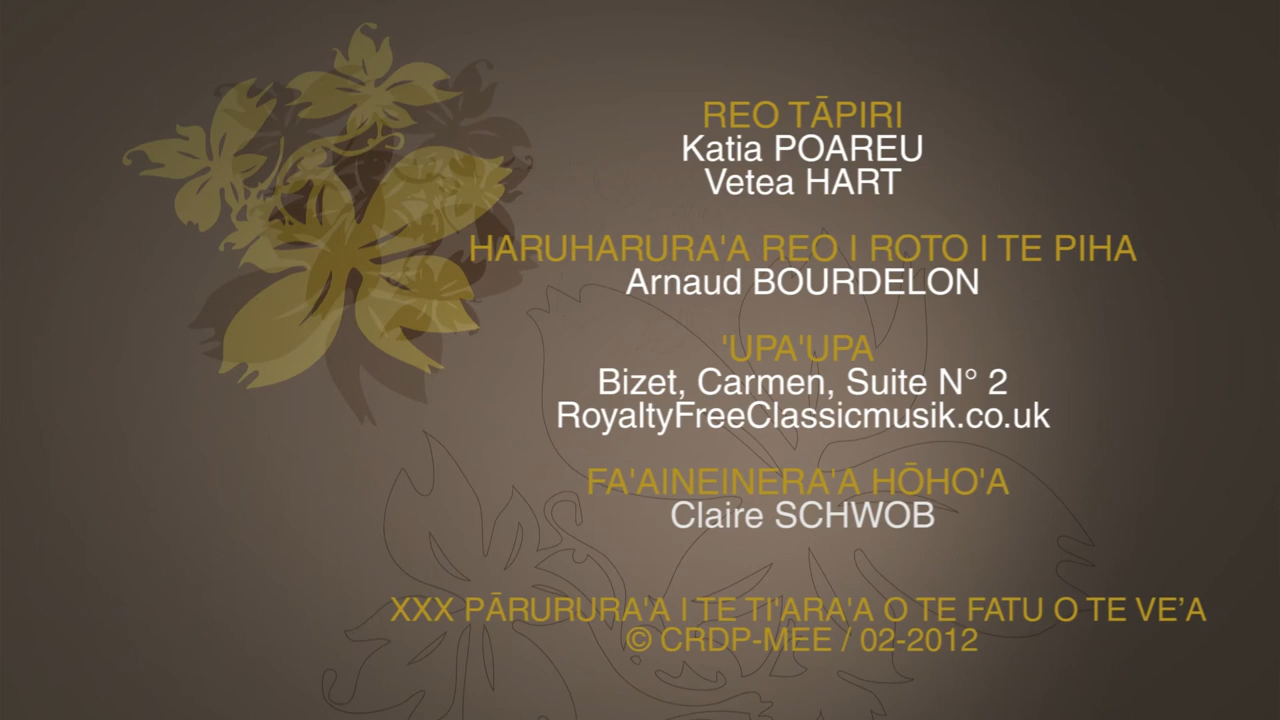 REO TĀPIRI
Katia POAREU
Vetea HART
HARUHARURA'A REO I ROTO I TE PIHA
Arnaud BOURDELON
'UPA'UPA
Bizet, Carmen, Suite N° 2
RoyaltyFreeClassicmusik.co.uk
FA'AINEINERA'A HŌHO'A
Claire SCHWOB
XXX PĀRURURA'A I TE TI'ARA'A O TE FATU O TE VE’A
© CRDP-MEE / 02-2012